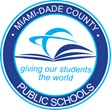 MIAMI-DADE COUNTY
giving our students
the world
PUBLIC SCHOOLS